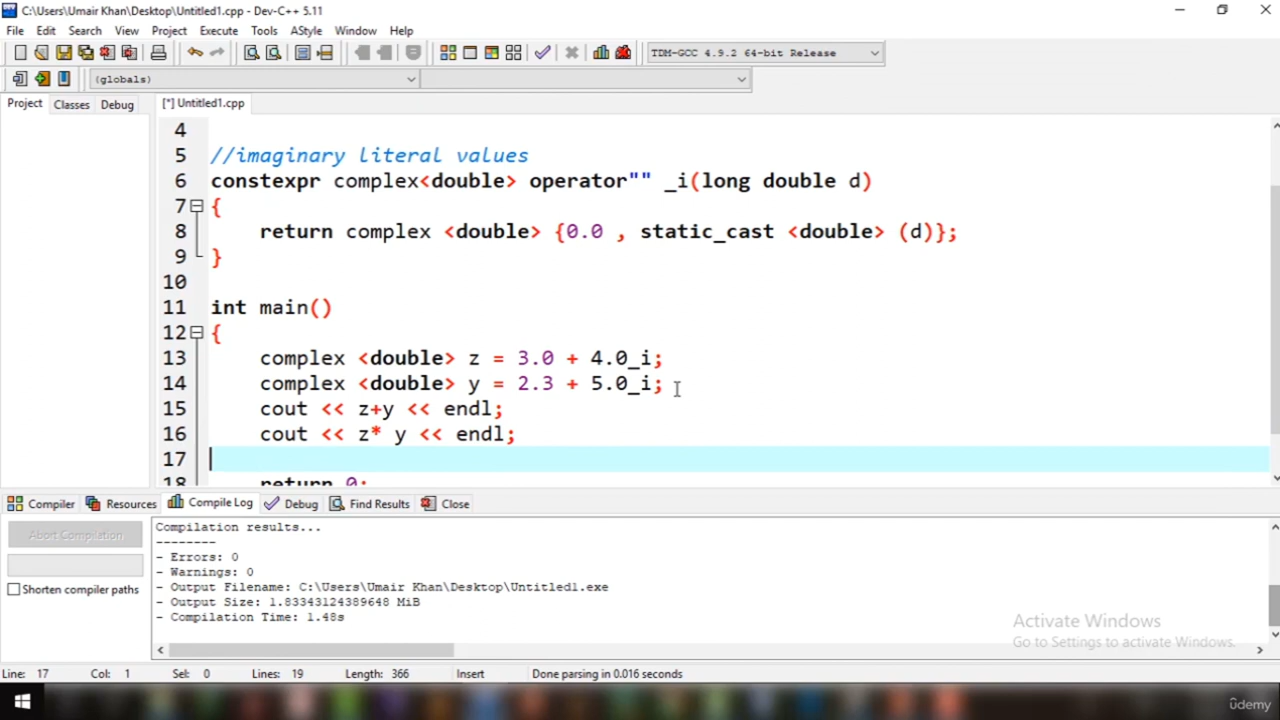 C:\Users\Umair Khan\Desktop\Untitled1.cpp - Dev-C++ 5.11
File Edit Search View Project Execute Tools AStyle Window Help
TDM-GCC 4.9.2 64-bit Release
(globals)
Project Classes Debug [*] Untitled1.cpp
4
5 //imaginary literal values
6 constexpr complex<double> operator"" _i(long double d)
7 {
8 return complex <double> {0.0 , static_cast <double> (d)};
9 }
10
11 int main()
12 {
13 complex <double> z = 3.0 + 4.0_i;
14 complex <double> y = 2.3 + 5.0_i;
15 cout << z+y << endl;
16 cout << z* y << endl;
17
18 return 0;
Compiler Resources Compile Log Debug Find Results Close
Abort Compilation
Shorten compiler paths
Compilation results...
--------
- Errors: 0
- Warnings: 0
- Output Filename: C:\Users\Umair Khan\Desktop\Untitled1.exe
- Output Size: 1.83343124389648 MiB
- Compilation Time: 1.48s
Activate Windows
Go to Settings to activate Windows.
Line: 17 Col: 1 Sel: 0 Lines: 19 Length: 366 Insert Done parsing in 0.016 seconds
ûdemy